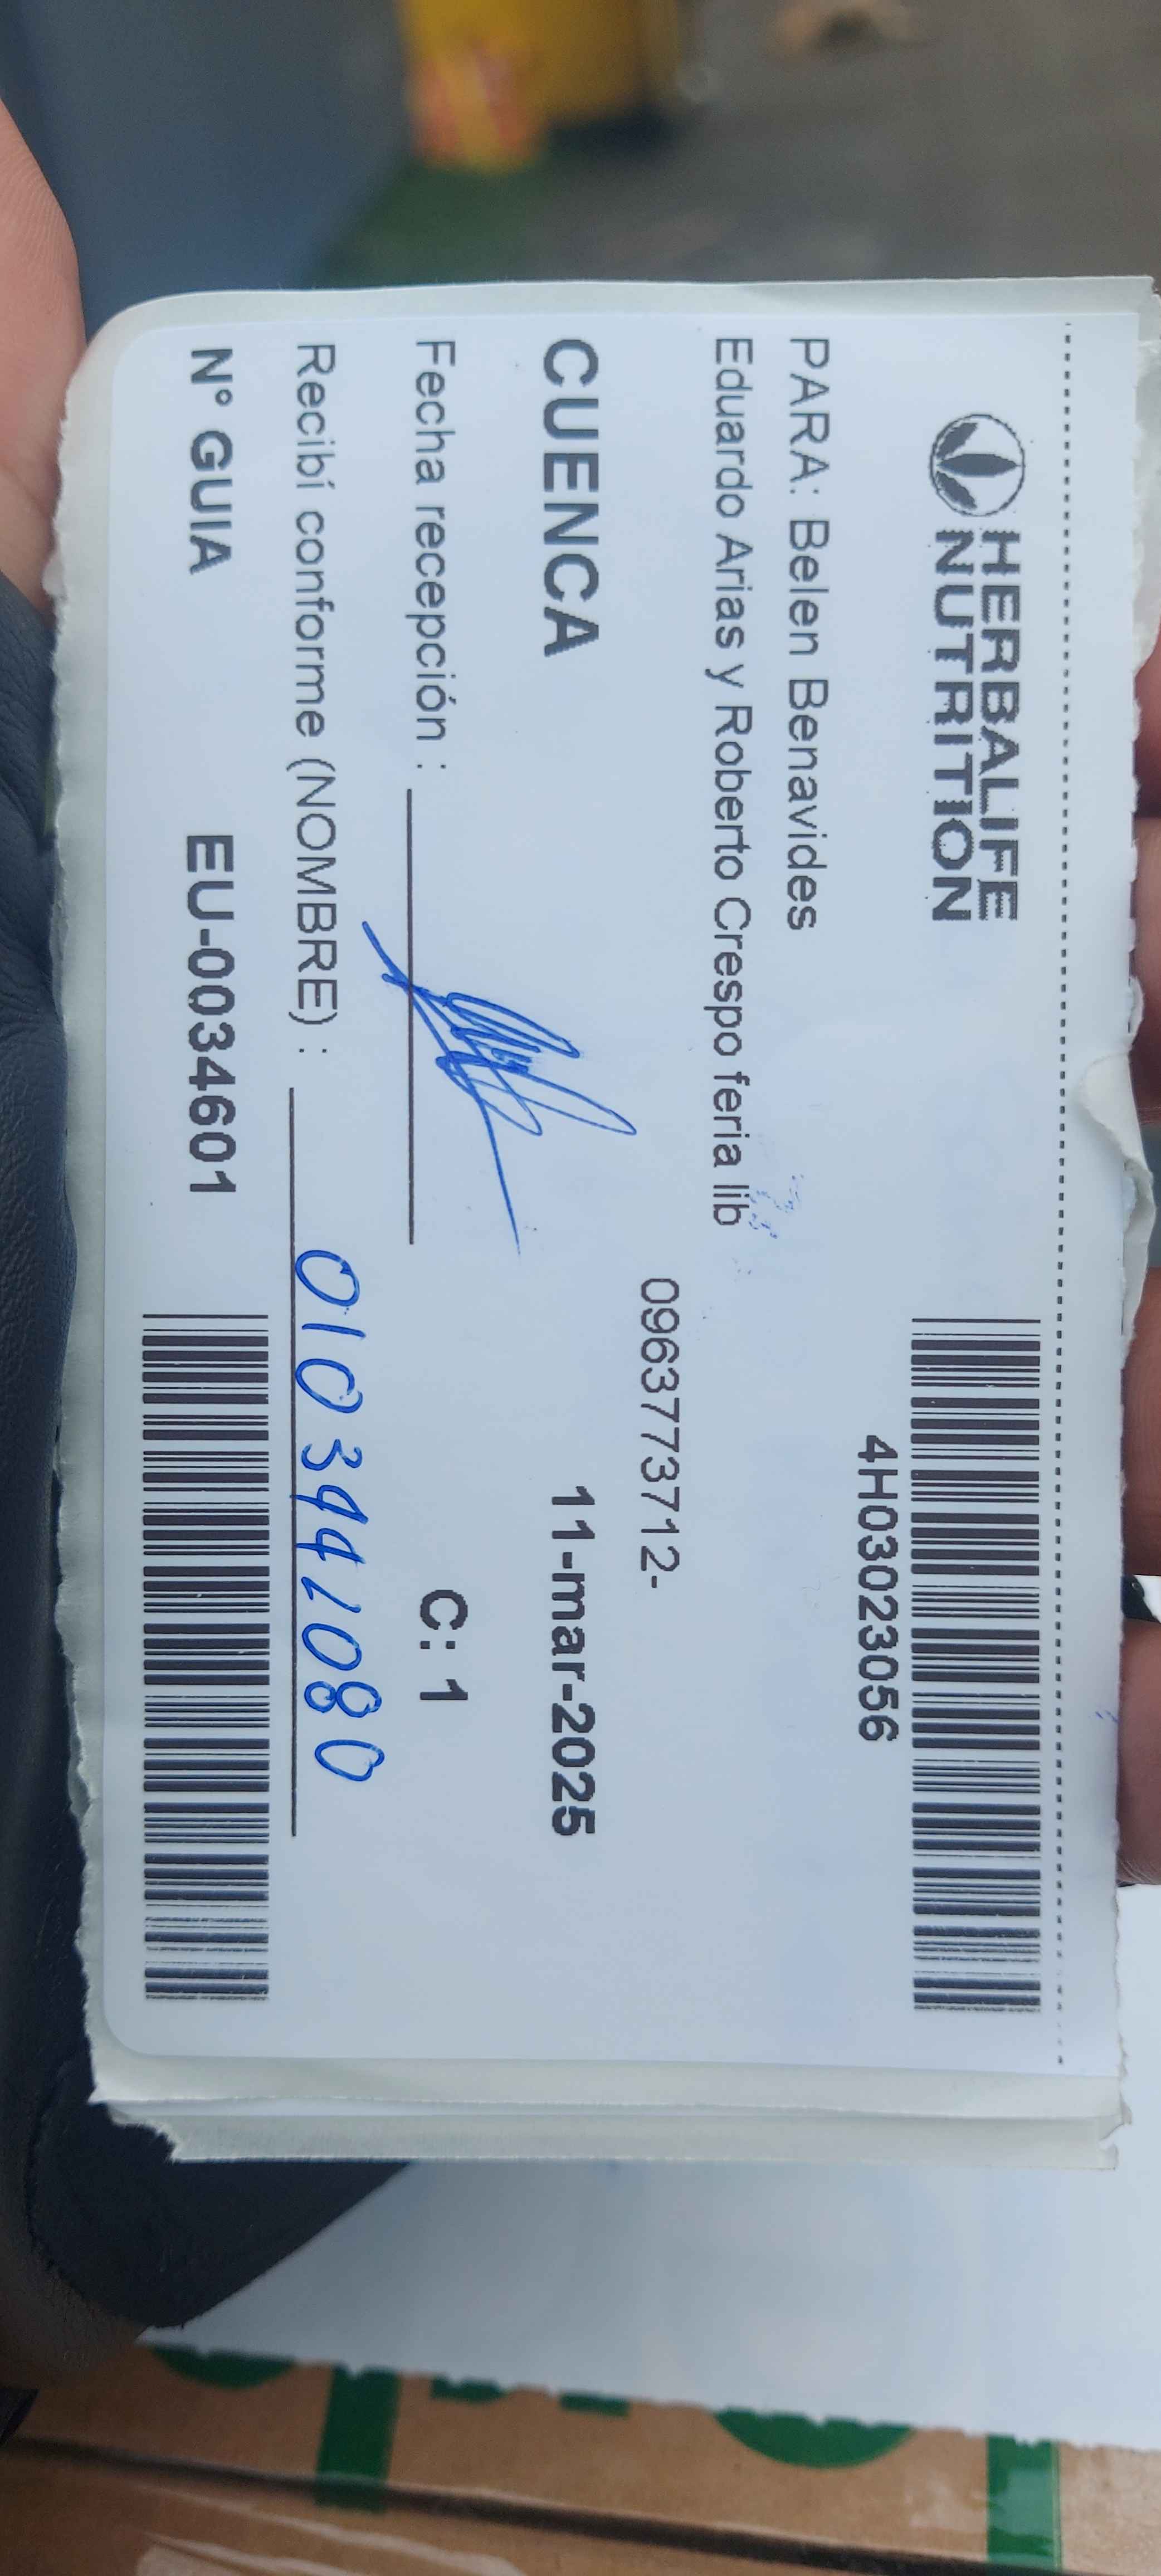 HERBALIFE
NUTRITION
4H03023056
PARA: Belen Benavides
Eduardo Arias y Roberto Crespo feria lib
0963773712-
CUENCA
11-mar-2025
Fecha recepción :
C: 1
Recibí conforme (NOMBRE) : 0103941080
N° GUIA EU-0034601